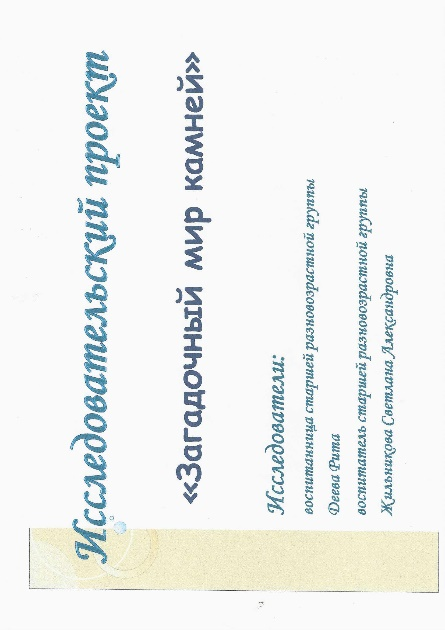 Исследовательский проект
«Загадочный мир камней»
Исследователи:
воспитанница старшей разновозрастной группы
Деева Рита
воспитатель старшей разновозрастной группы
Жильникова Светлана Александровна